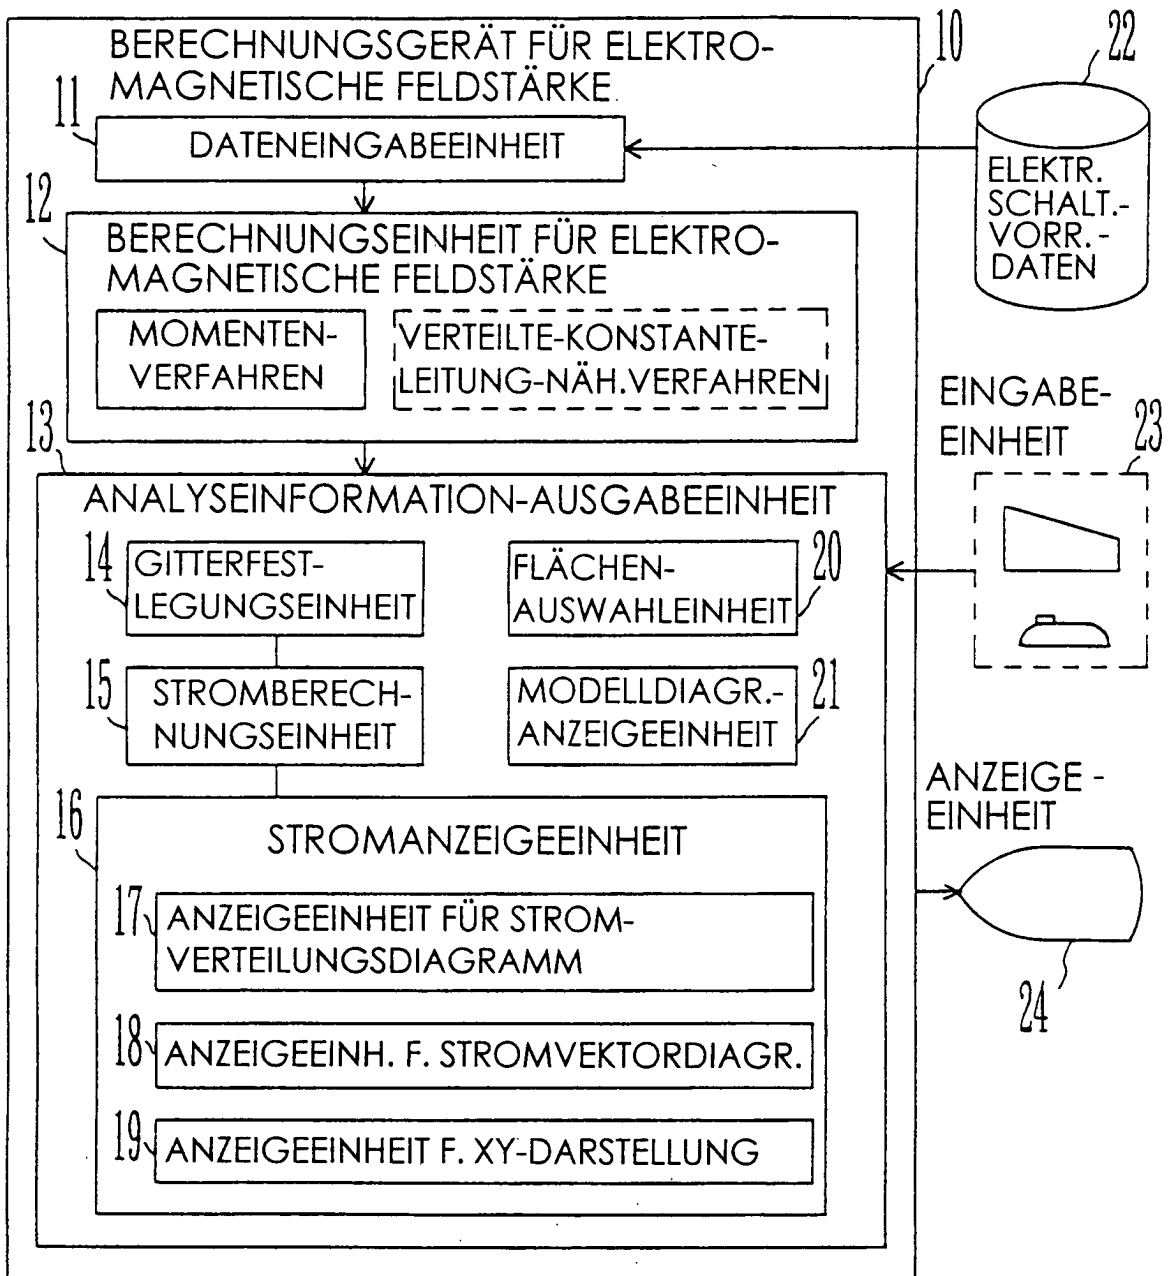 BERECHNUNGSGERÄT FÜR ELEKTRO-
MAGNETISCHE FELDSTÄRKE
10
22
11
DATENEINGABEEINHEIT
ELEKTR.
SCHALT.-
VORR.-
DATEN
12
BERECHNUNGSEINHEIT FÜR ELEKTRO-
MAGNETISCHE FELDSTÄRKE
MOMENTEN-
VERFAHREN
VERTEILTE-KONSTANTE-
LEITUNG-NÄH.VERFAHREN
EINGABE-
EINHEIT
23
13
ANALYSEINFORMATION-AUSGABEEINHEIT
14
GITTERFEST-
LEGUNGSEINHEIT
FLÄCHEN-
AUSWAHLEINHEIT
20
15
STROMBERECH-
NUNGSEINHEIT
MODELLDIAGR.-
ANZEIGEEINHEIT
21
ANZEIGE-
EINHEIT
24
16
STROMANZEIGEEINHEIT
17
ANZEIGEEINHEIT FÜR STROM-
VERTEILUNGSDIAGRAMM
18
ANZEIGEEINH. F. STROMVEKTORDIAGR.
19
ANZEIGEEINHEIT F. XY-DARSTELLUNG